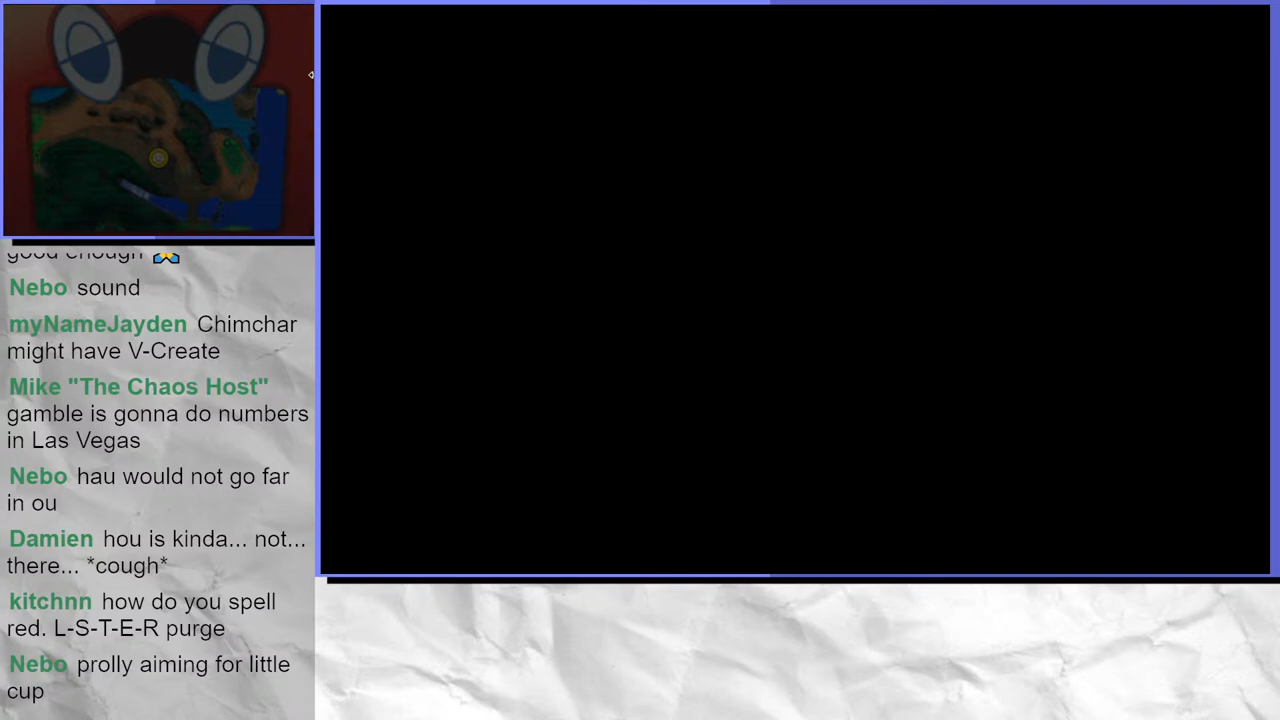 good enough 🙏
Nebo sound
myNameJayden Chimchar
might have V-Create
Mike "The Chaos Host"
gamble is gonna do numbers
in Las Vegas
Nebo hau would not go far
in ou
Damien hou is kinda... not...
there... *cough*
kitchnn how do you spell
red. L-S-T-E-R purge
Nebo prolly aiming for little
cup